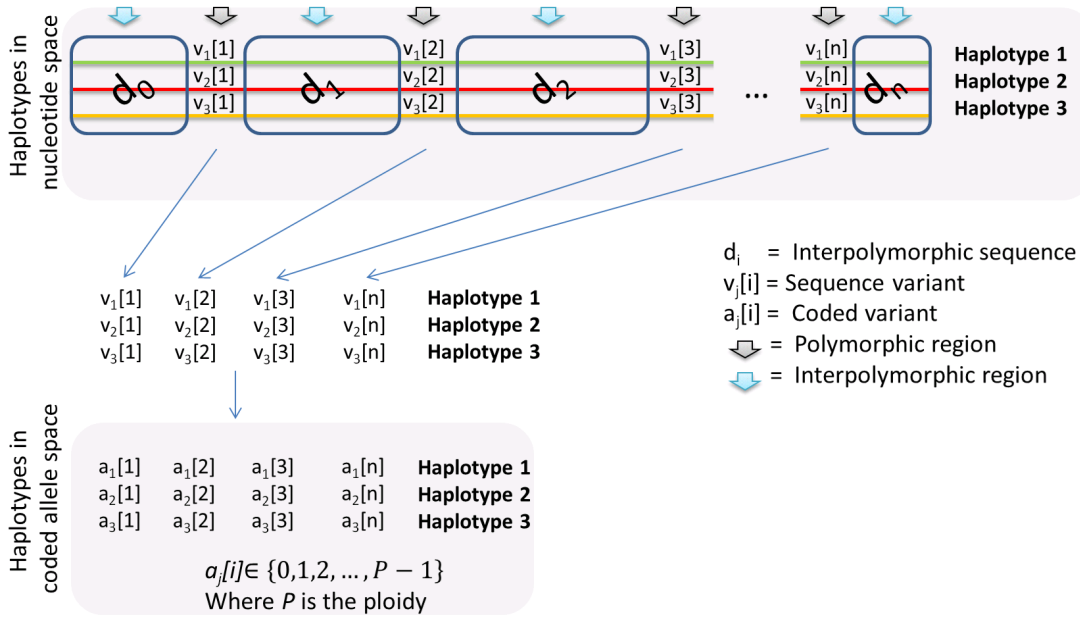 Haplotypes in
nucleotide space
v₁[1] v₁[2] v₁[3] v₁[n] Haplotype 1
d₀ v₂[1] d₁ v₂[2] d₂ v₂[3] ... v₂[n] dₙ Haplotype 2
v₃[1] v₃[2] v₃[3] v₃[n] Haplotype 3
dᵢ = Interpolymorphic sequence
vⱼ[i] = Sequence variant
aⱼ[i] = Coded variant
= Polymorphic region
= Interpolymorphic region
v₁[1] v₁[2] v₁[3] v₁[n] Haplotype 1
v₂[1] v₂[2] v₂[3] v₂[n] Haplotype 2
v₃[1] v₃[2] v₃[3] v₃[n] Haplotype 3
Haplotypes in
coded allele space
a₁[1] a₁[2] a₁[3] a₁[n] Haplotype 1
a₂[1] a₂[2] a₂[3] a₂[n] Haplotype 2
a₃[1] a₃[2] a₃[3] a₃[n] Haplotype 3
aⱼ[i]∈ {0,1,2, ..., P − 1}
Where P is the ploidy